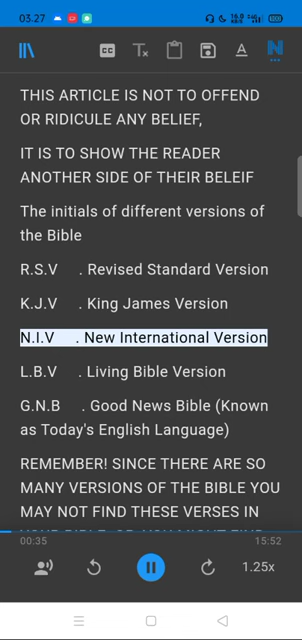 03.27
THIS ARTICLE IS NOT TO OFFEND
OR RIDICULE ANY BELIEF,
IT IS TO SHOW THE READER
ANOTHER SIDE OF THEIR BELEIF
The initials of different versions of
the Bible
R.S.V . Revised Standard Version
K.J.V . King James Version
N.I.V . New International Version
L.B.V . Living Bible Version
G.N.B . Good News Bible (Known
as Today's English Language)
REMEMBER! SINCE THERE ARE SO
MANY VERSIONS OF THE BIBLE YOU
MAY NOT FIND THESE VERSES IN
00:35 15:52
1.25x